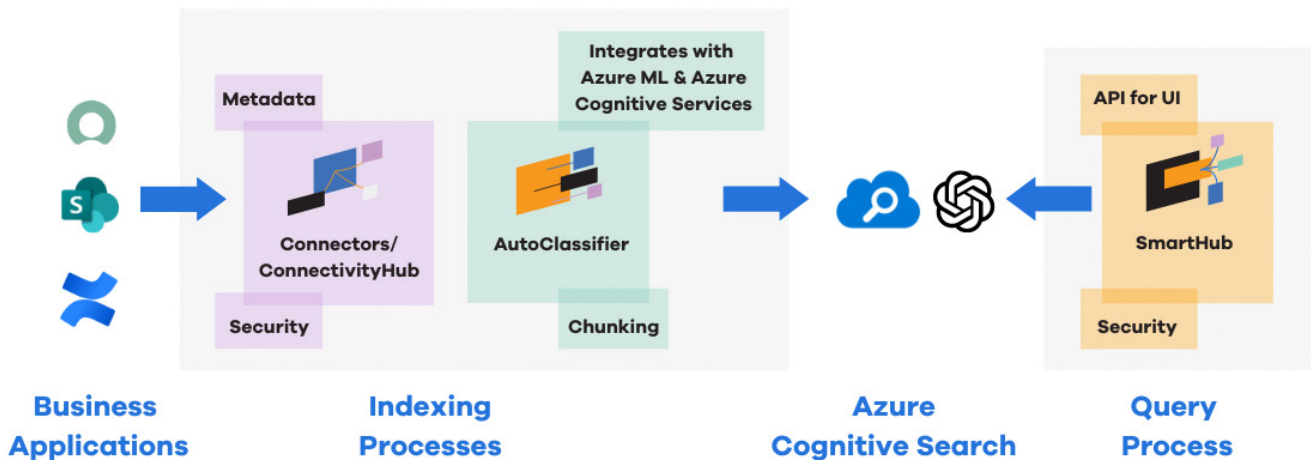 Metadata
Connectors/
ConnectivityHub
Security
Integrates with
Azure ML & Azure
Cognitive Services
AutoClassifier
Chunking
API for UI
SmartHub
Security
S
Business
Applications
Indexing
Processes
Azure
Cognitive Search
Query
Process